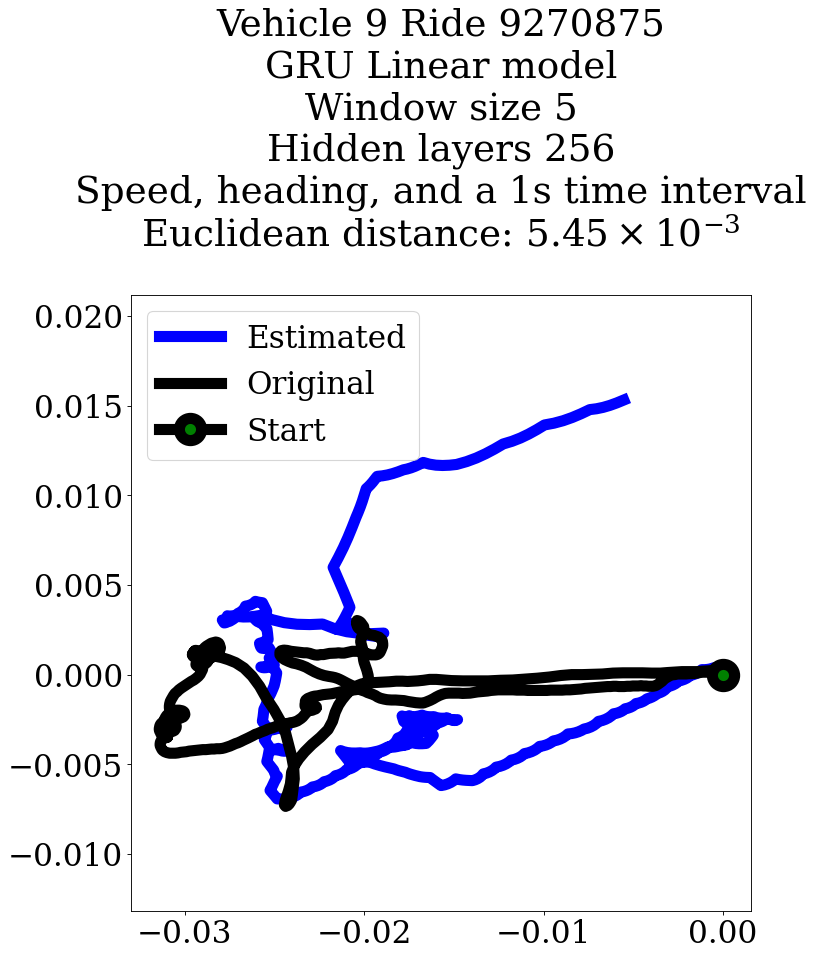 Vehicle 9 Ride 9270875
GRU Linear model
Window size 5
Hidden layers 256
Speed, heading, and a 1s time interval
Euclidean distance: 5.45 × 10⁻³
Estimated
Original
Start
0.020
0.015
0.010
0.005
0.000
−0.005
−0.010
−0.03 −0.02 −0.01 0.00